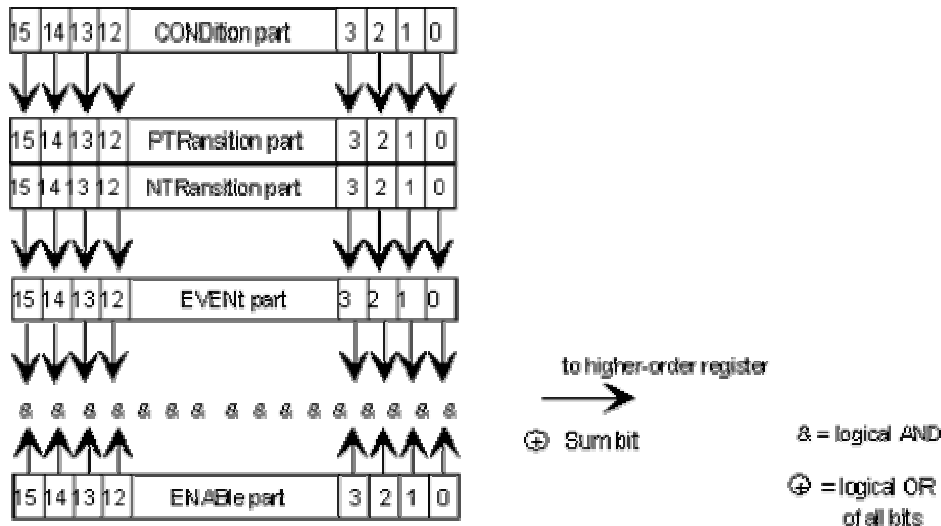 15 14 13 12 CONDition part 3 2 1 0
15 14 13 12 PTRansition part 3 2 1 0
15 14 13 12 NTRansition part 3 2 1 0
15 14 13 12 EVENt part 3 2 1 0
to higher-order register
& & & & & & & & & & & & & & & &
Sum bit
& = logical AND
15 14 13 12 ENABle part 3 2 1 0
= logical OR
of all bits